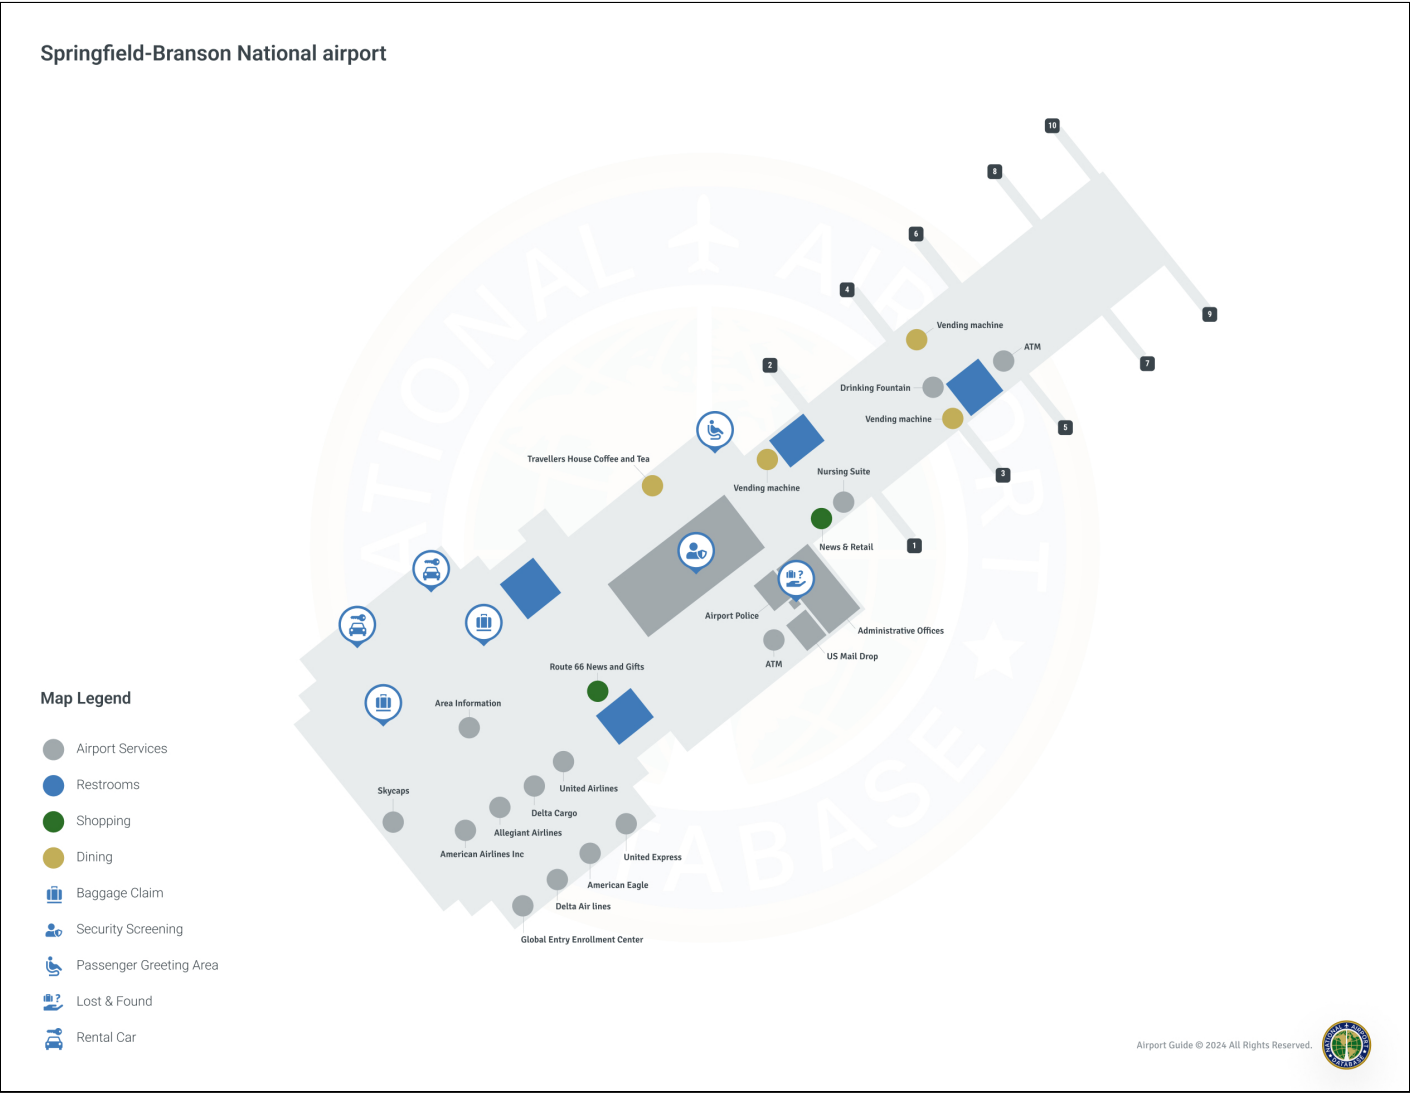 Springfield-Branson National airport
10
8
6
4
9
Vending machine
ATM
2
7
Drinking Fountain
Vending machine
5
Travellers House Coffee and Tea
Nursing Suite
3
Vending machine
News & Retail
1
Airport Police
Administrative Offices
US Mail Drop
ATM
Route 66 News and Gifts
Area Information
Skycaps
United Airlines
Delta Cargo
Allegiant Airlines
American Airlines Inc
United Express
American Eagle
Delta Air lines
Global Entry Enrollment Center
Map Legend
Airport Services
Restrooms
Shopping
Dining
Baggage Claim
Security Screening
Passenger Greeting Area
Lost & Found
Rental Car
Airport Guide © 2024 All Rights Reserved.
NATIONAL AIRPORT
DATABASE